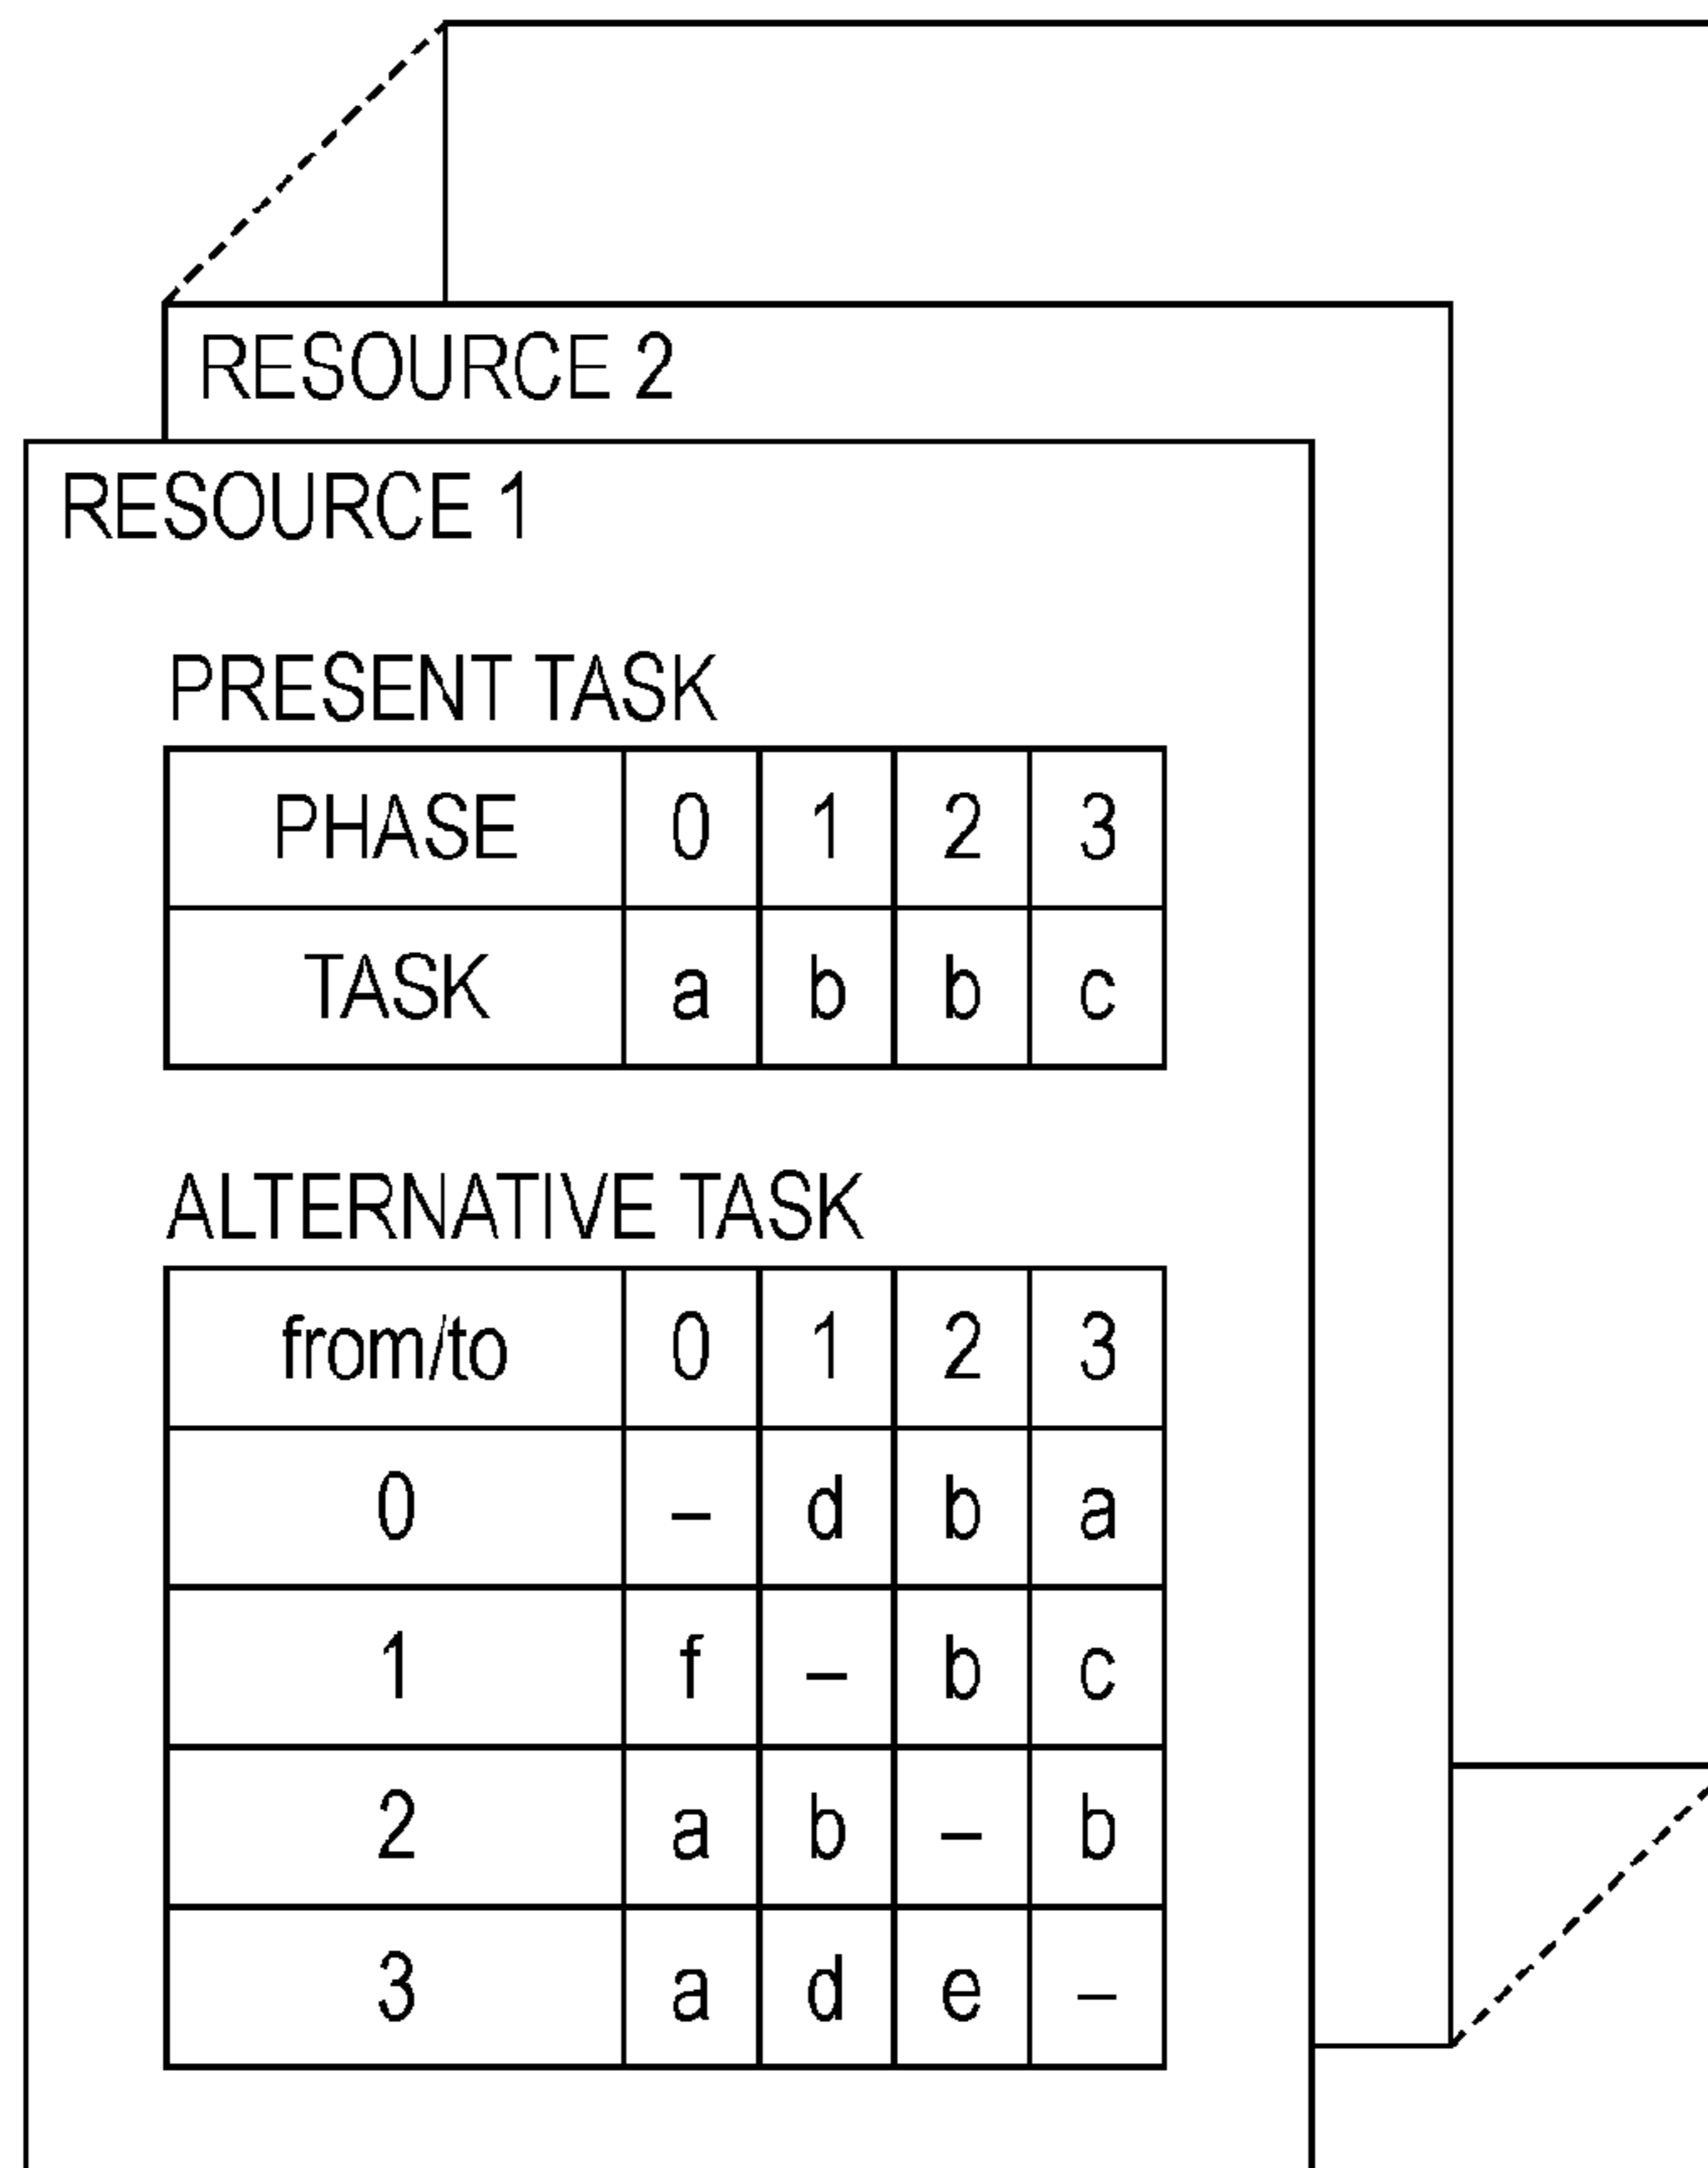 RESOURCE 2
RESOURCE 1
PRESENT TASK
PHASE 0 1 2 3
TASK a b b c
ALTERNATIVE TASK
from/to 0 1 2 3
0 – d b a
1 f – b c
2 a b – b
3 a d e –